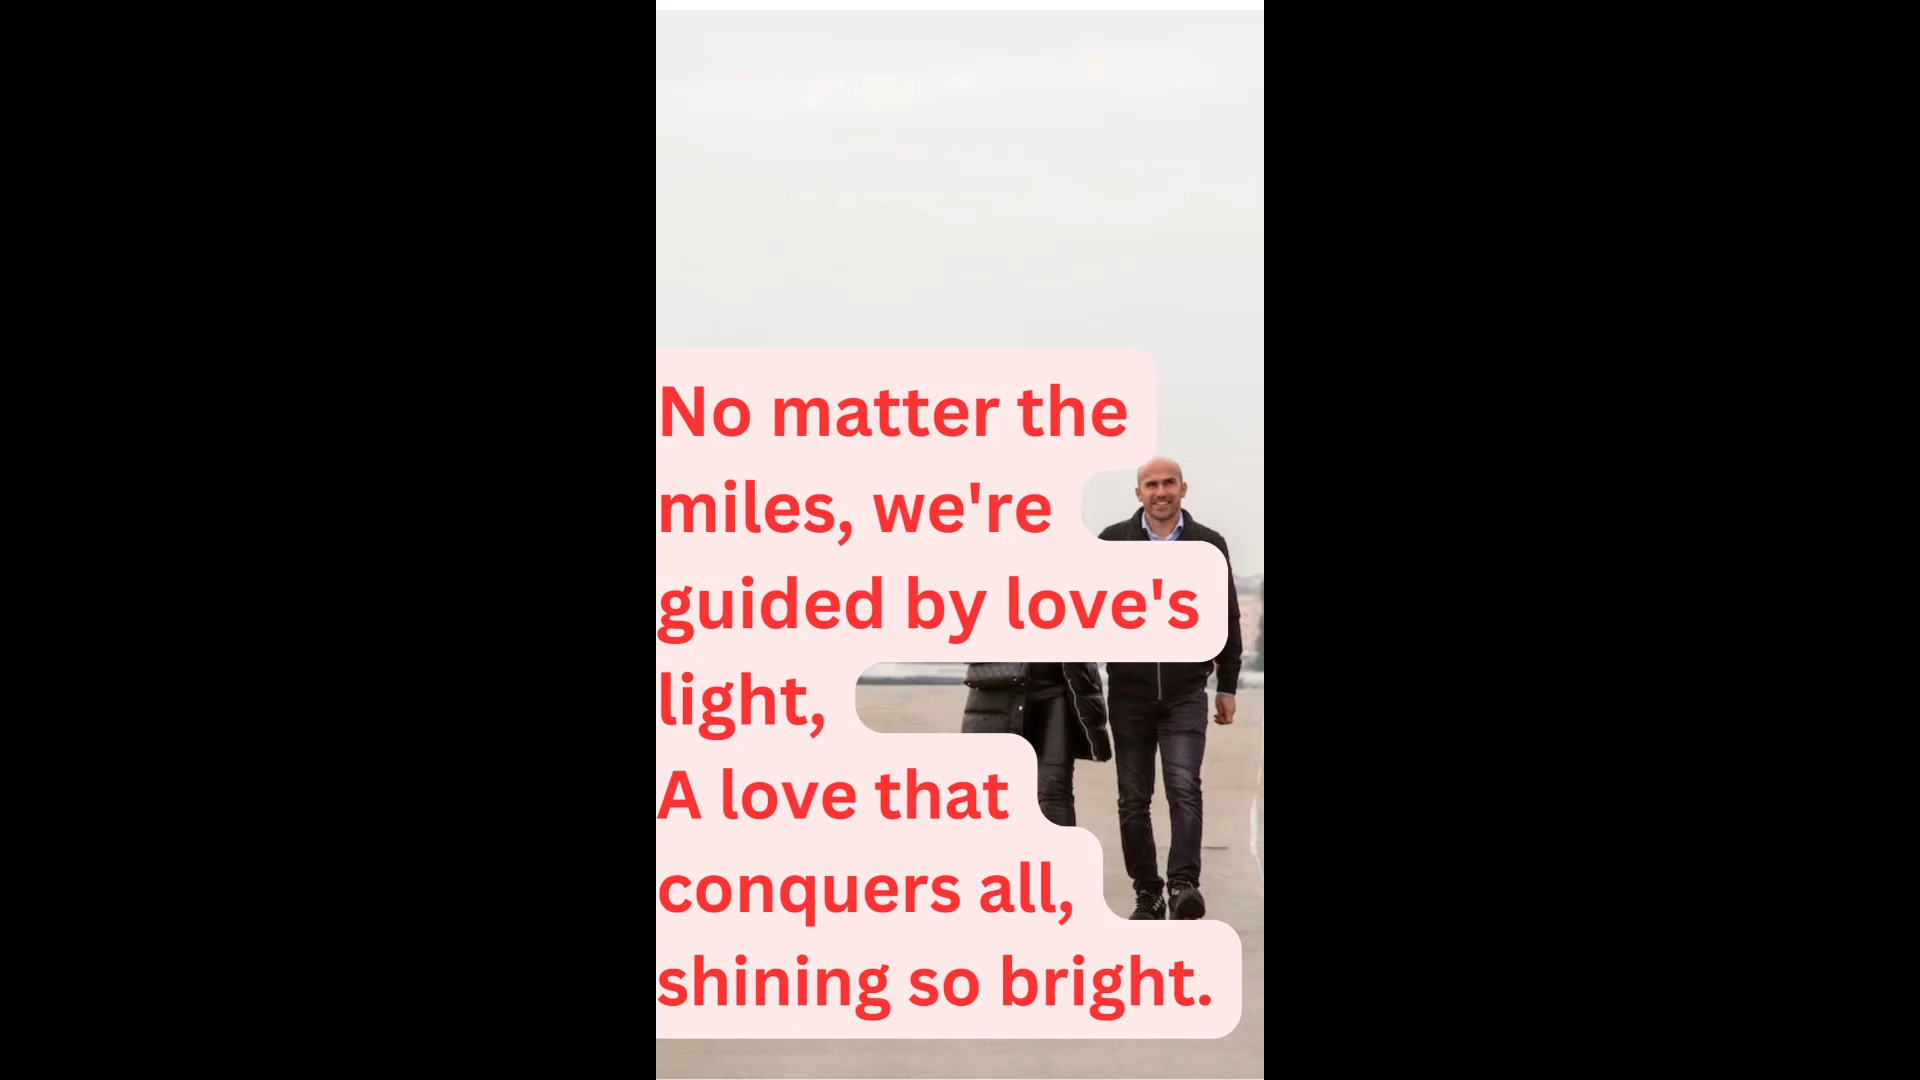 No matter the
miles, we're
guided by love's
light,
A love that
conquers all,
shining so bright.